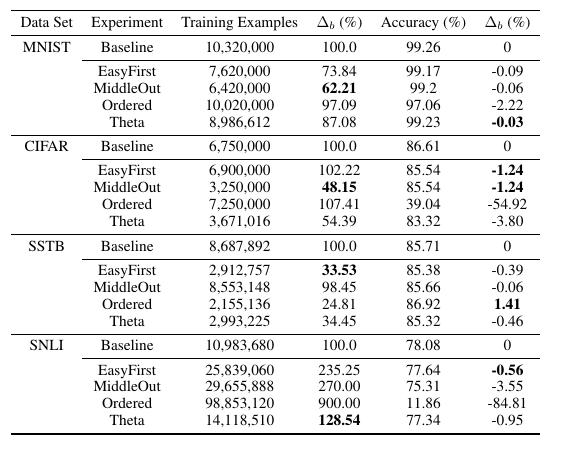 Data Set Experiment Training Examples Δb (%) Accuracy (%) Δb (%)
MNIST Baseline 10,320,000 100.0 99.26 0
EasyFirst 7,620,000 73.84 99.17 -0.09
MiddleOut 6,420,000 62.21 99.2 -0.06
Ordered 10,020,000 97.09 97.06 -2.22
Theta 8,986,612 87.08 99.23 -0.03
CIFAR Baseline 6,750,000 100.0 86.61 0
EasyFirst 6,900,000 102.22 85.54 -1.24
MiddleOut 3,250,000 48.15 85.54 -1.24
Ordered 7,250,000 107.41 39.04 -54.92
Theta 3,671,016 54.39 83.32 -3.80
SSTB Baseline 8,687,892 100.0 85.71 0
EasyFirst 2,912,757 33.53 85.38 -0.39
MiddleOut 8,553,148 98.45 85.66 -0.06
Ordered 2,155,136 24.81 86.92 1.41
Theta 2,993,225 34.45 85.32 -0.46
SNLI Baseline 10,983,680 100.0 78.08 0
EasyFirst 25,839,060 235.25 77.64 -0.56
MiddleOut 29,655,888 270.00 75.31 -3.55
Ordered 98,853,120 900.00 11.86 -84.81
Theta 14,118,510 128.54 77.34 -0.95